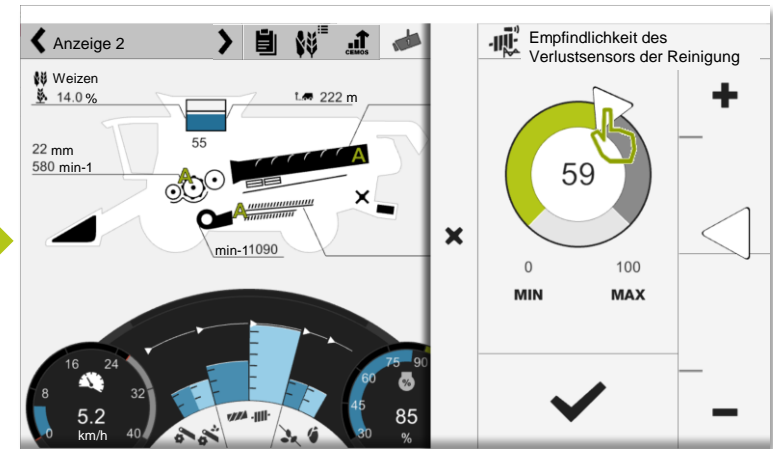 Anzeige 2
CEMOS
Empfindlichkeit des
Verlustsensors der Reinigung
Weizen
14.0 %
222 m
55
22 mm
580 min-1
A
A
A
min-11090
59
0
100
MIN
MAX
16
24
8
32
0
40
5.2
km/h
75
90
60
45
30
%
85
%